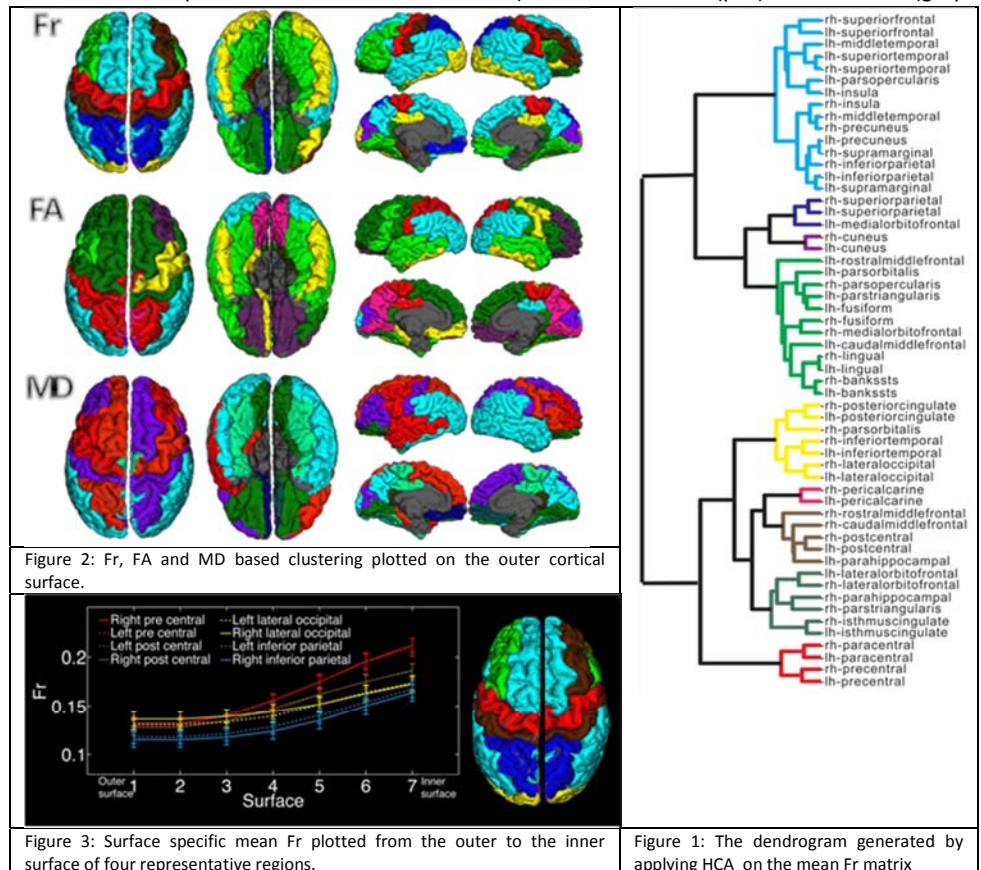 Fr
FA
MD
Figure 2: Fr, FA and MD based clustering plotted on the outer cortical
surface.
Right pre central
Left pre central
Left post central
Right post central
Left lateral occipital
Right lateral occipital
Left inferior parietal
Right inferior parietal
Fr
0.2
0.15
0.1
Outer
surface
1 2 3 4 5 6 7
Inner
surface
Surface
Figure 3: Surface specific mean Fr plotted from the outer to the inner
surface of four representative regions.
rh-superiorfrontal
lh-superiorfrontal
lh-middletemporal
lh-superiortemporal
rh-superiortemporal
lh-parsopercularis
lh-insula
rh-insula
rh-middletemporal
rh-precuneus
lh-precuneus
rh-supramarginal
rh-inferiorparietal
lh-inferiorparietal
lh-supramarginal
rh-superiorparietal
lh-superiorparietal
lh-medialorbitofrontal
rh-cuneus
lh-cuneus
lh-rostralmiddlefrontal
lh-parsorbitalis
rh-parsopercularis
lh-parstriangularis
lh-fusiform
rh-fusiform
rh-medialorbitofrontal
lh-caudalmiddlefrontal
rh-lingual
lh-lingual
rh-bankssts
lh-bankssts
rh-posteriorcingulate
lh-posteriorcingulate
rh-parsorbitalis
rh-inferiortemporal
lh-inferiortemporal
rh-lateraloccipital
lh-lateraloccipital
rh-pericalcarine
lh-pericalcarine
rh-rostralmiddlefrontal
rh-caudalmiddlefrontal
rh-postcentral
lh-postcentral
lh-parahippocampal
lh-lateralorbitofrontal
rh-lateralorbitofrontal
rh-parahippocampal
rh-parstriangularis
rh-isthmuscingulate
lh-isthmuscingulate
rh-paracentral
lh-paracentral
rh-precentral
lh-precentral
Figure 1: The dendrogram generated by
applying HCA on the mean Fr matrix